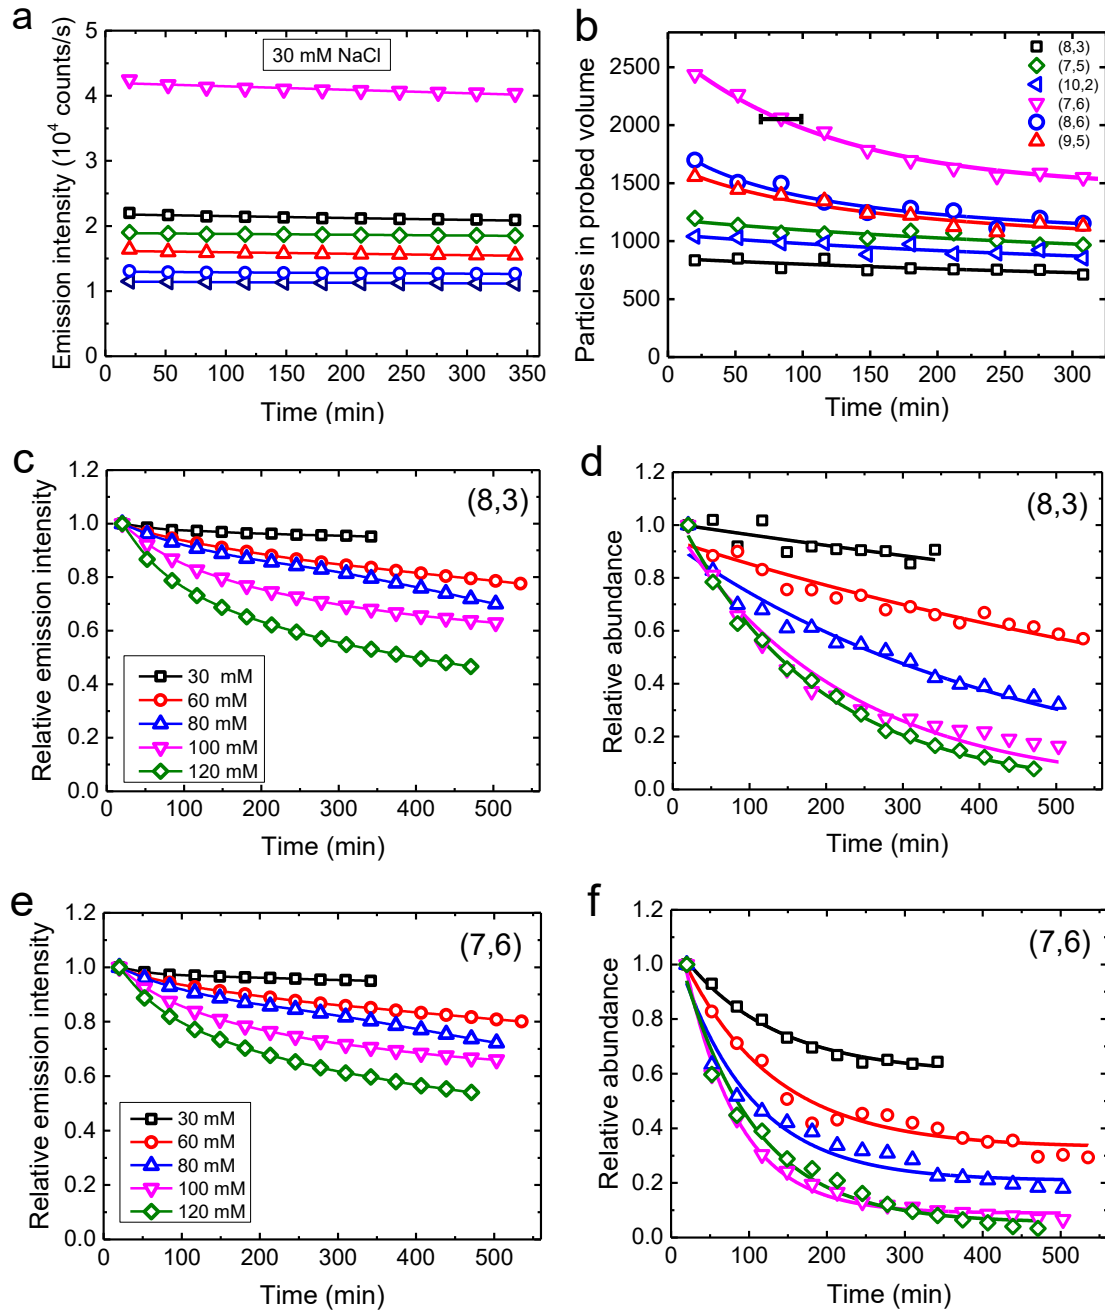 a
Emission intensity (10⁴ counts/s)
5
4
3
2
1
0
30 mM NaCl
0 50 100 150 200 250 300 350
Time (min)
b
Particles in probed volume
2500
2000
1500
1000
500
0
(8,3)
(7,5)
(10,2)
(7,6)
(8,6)
(9,5)
0 50 100 150 200 250 300
Time (min)
c
Relative emission intensity
1.2
1.0
0.8
0.6
0.4
0.2
0.0
(8,3)
30 mM
60 mM
80 mM
100 mM
120 mM
0 100 200 300 400 500
Time (min)
d
Relative abundance
1.2
1.0
0.8
0.6
0.4
0.2
0.0
(8,3)
0 100 200 300 400 500
Time (min)
e
Relative emission intensity
1.2
1.0
0.8
0.6
0.4
0.2
0.0
(7,6)
30 mM
60 mM
80 mM
100 mM
120 mM
0 100 200 300 400 500
Time (min)
f
Relative abundance
1.2
1.0
0.8
0.6
0.4
0.2
0.0
(7,6)
0 100 200 300 400 500
Time (min)